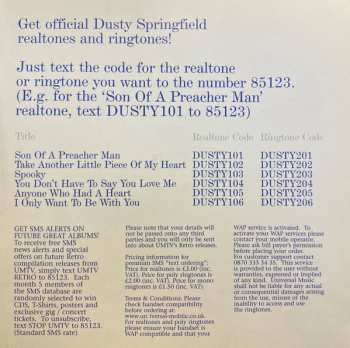 Get official Dusty Springfield
realtones and ringtones!
Just text the code for the realtone
or ringtone you want to the number 85123.
(E.g. for the ‘Son Of A Preacher Man’
realtone, text DUSTY101 to 85123)
Title Realtone Code Ringtone Code
Son Of A Preacher Man DUSTY101 DUSTY201
Take Another Little Piece Of My Heart DUSTY102 DUSTY202
Spooky DUSTY103 DUSTY203
You Don't Have To Say You Love Me DUSTY104 DUSTY204
Anyone Who Had A Heart DUSTY105 DUSTY205
I Only Want To Be With You DUSTY106 DUSTY206
GET SMS ALERTS ON
FUTURE GREAT ALBUMS!
To receive free SMS
news alerts and special
offers on future Retro
compilation releases from
UMTV, simply text UMTV
RETRO to 85123. Each
month 5 members of
the SMS database are
randomly selected to win
CDS, T-Shirts, posters and
exclusive gig / concert
tickets. To unsubscribe,
text STOP UMTV to 85123.
(Standard SMS rate)
Please note that your details will
not be passed onto any third
parties and you will only be sent
info about UMTV's Retro releases.
Pricing information for
premium SMS "text ordering":
Price for realtones is £3.00 (inc.
VAT). Price for poly ringtones is
£2.00 (inc. VAT). Price for mono
ringtones is £1.50 (inc. VAT).
Terms & Conditions: Please
check handset compatibility
before ordering at:
www.uc.terrae-mobile.co.uk
For realtones and poly ringtones
please ensure your handset is
WAP compatible and that your
WAP service is activated. To
activate your WAP services please
contact your mobile operator.
Please ask bill payer's permission
before placing your order.
For customer support contact
0870 333 34 35. This service
is provided to the user without
warranties, expressed or implied
of any kind. Universal Music
shall not be liable for any actual
or consequential damages arising
from the use, misuse of the
inability to access and use
the ringtones.